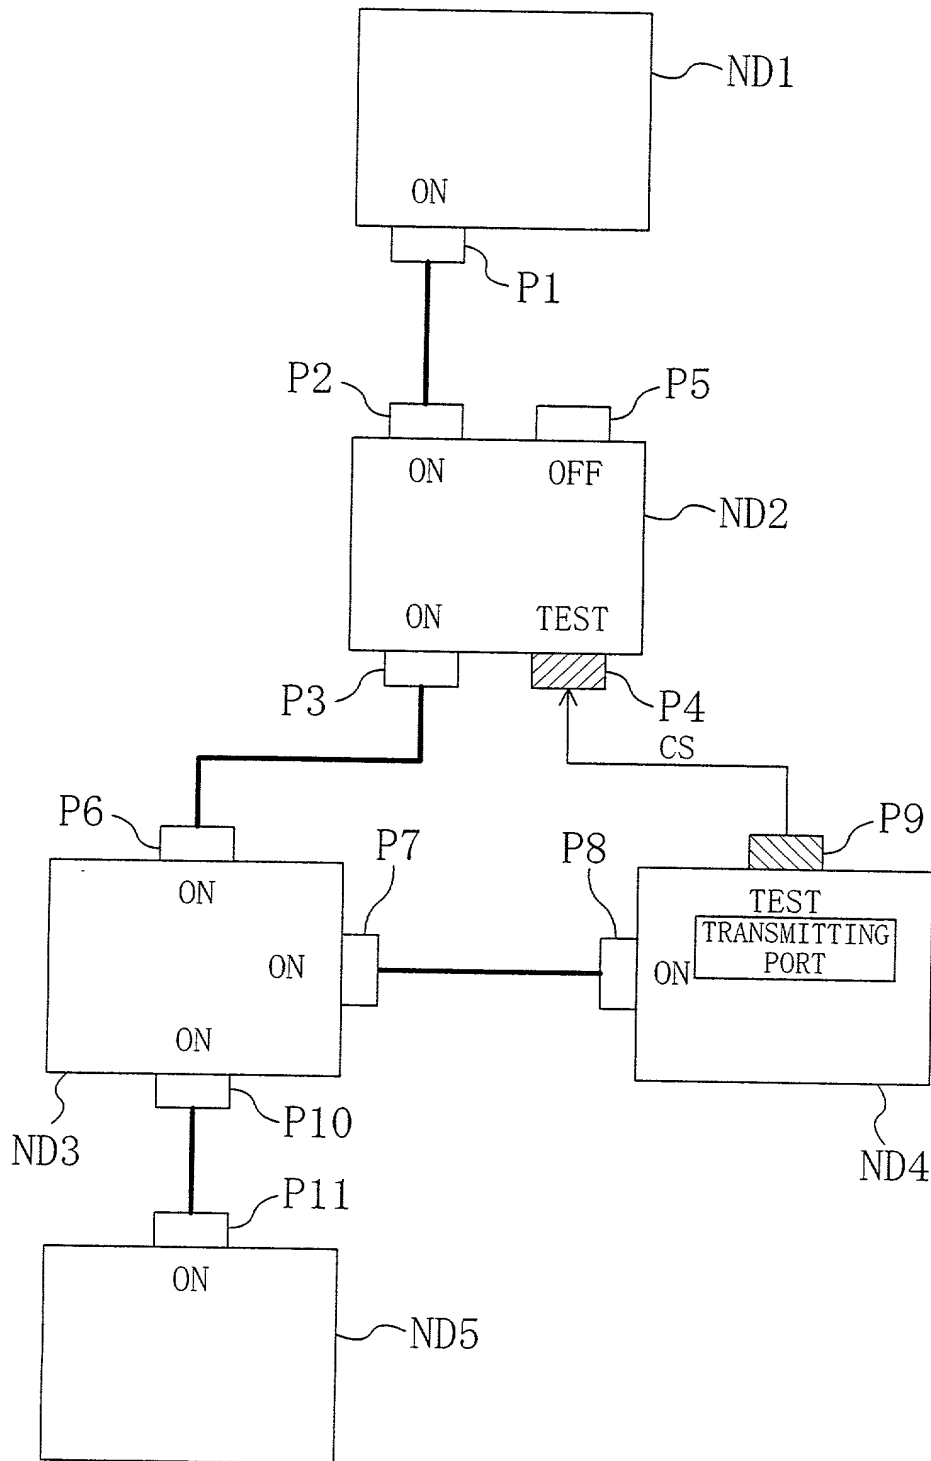 ND1
ON
P1
P2
P5
ON
OFF
ND2
ON
TEST
P3
P4
CS
P6
P7
P8
P9
ON
TEST
TRANSMITTING
PORT
ON
ON
ON
P10
ND3
ND4
P11
ON
ND5